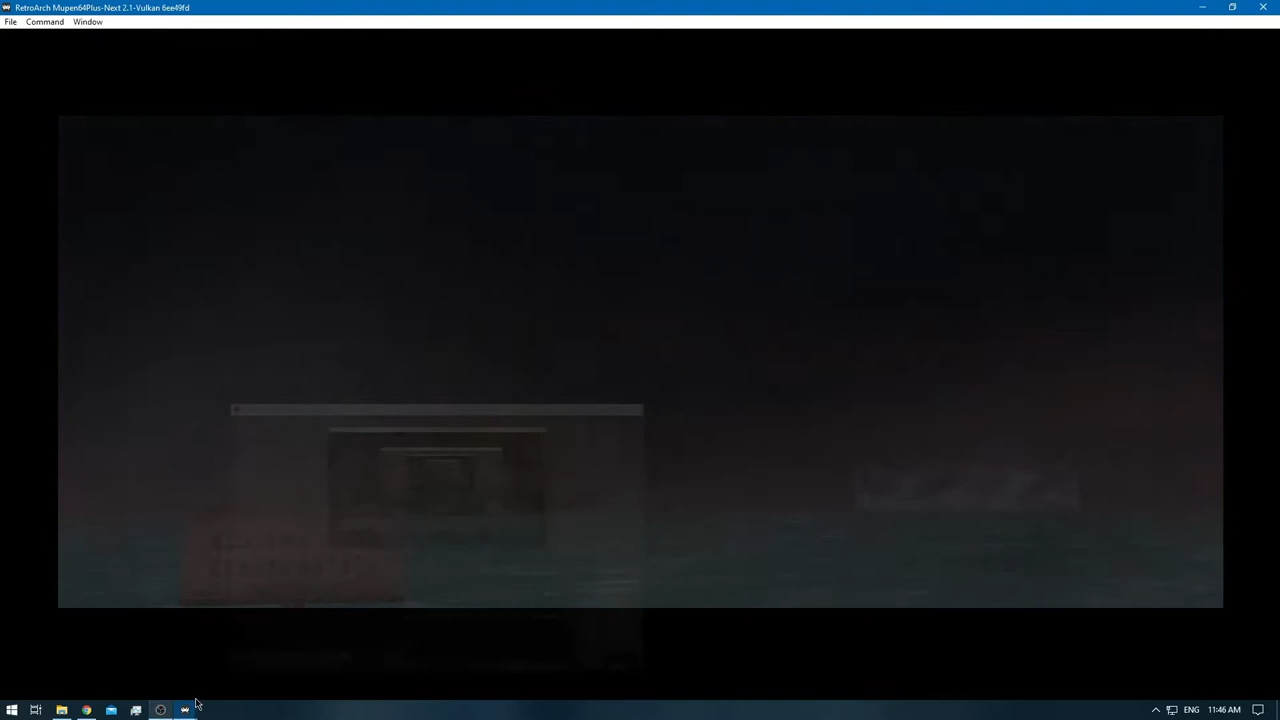 RetroArch Mupen64Plus-Next 2.1-Vulkan 6ee49fd
File Command Window
ENG 11:46 AM